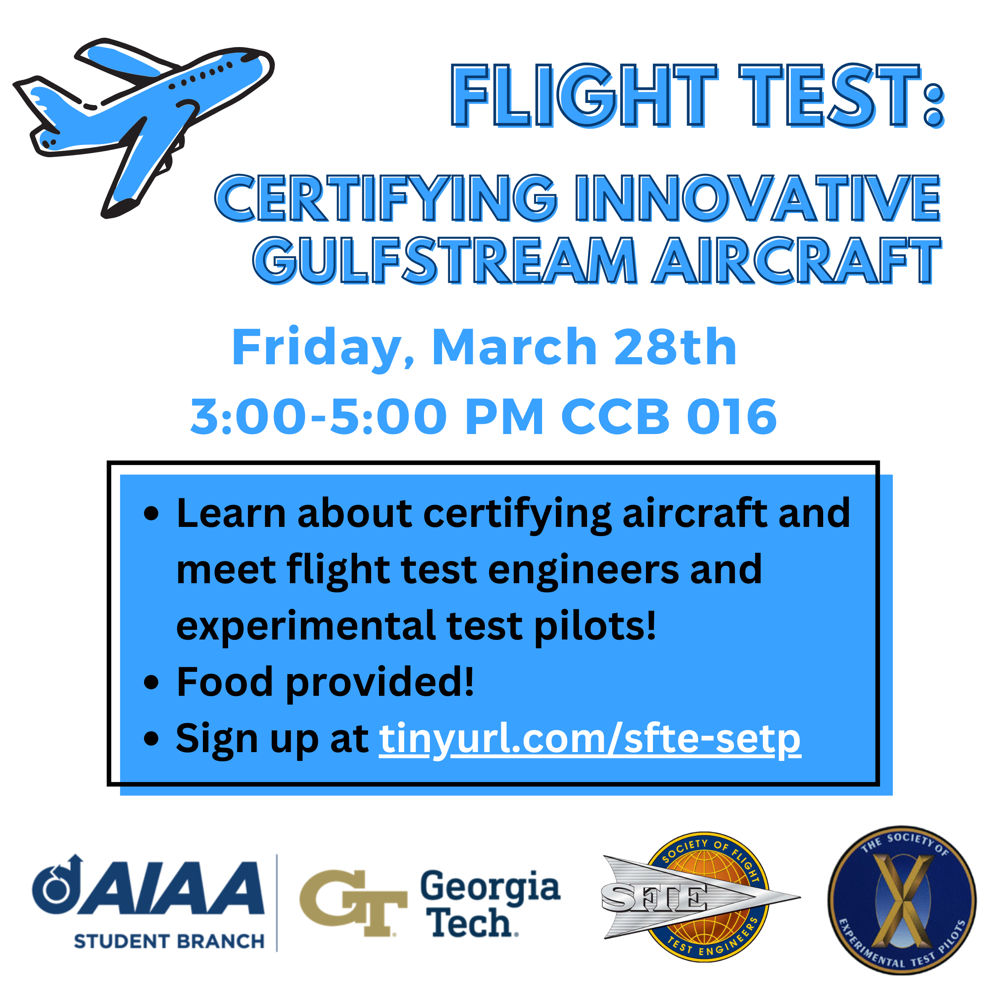 FLIGHT TEST:
CERTIFYING INNOVATIVE
GULFSTREAM AIRCRAFT
Friday, March 28th
3:00-5:00 PM CCB 016
• Learn about certifying aircraft and
meet flight test engineers and
experimental test pilots!
• Food provided!
• Sign up at tinyurl.com/sfte-setp
AIAA
STUDENT BRANCH
GT
®
Georgia
Tech®
SOCIETY OF FLIGHT
SFTE
TEST ENGINEERS
THE SOCIETY OF
X
EXPERIMENTAL TEST PILOTS